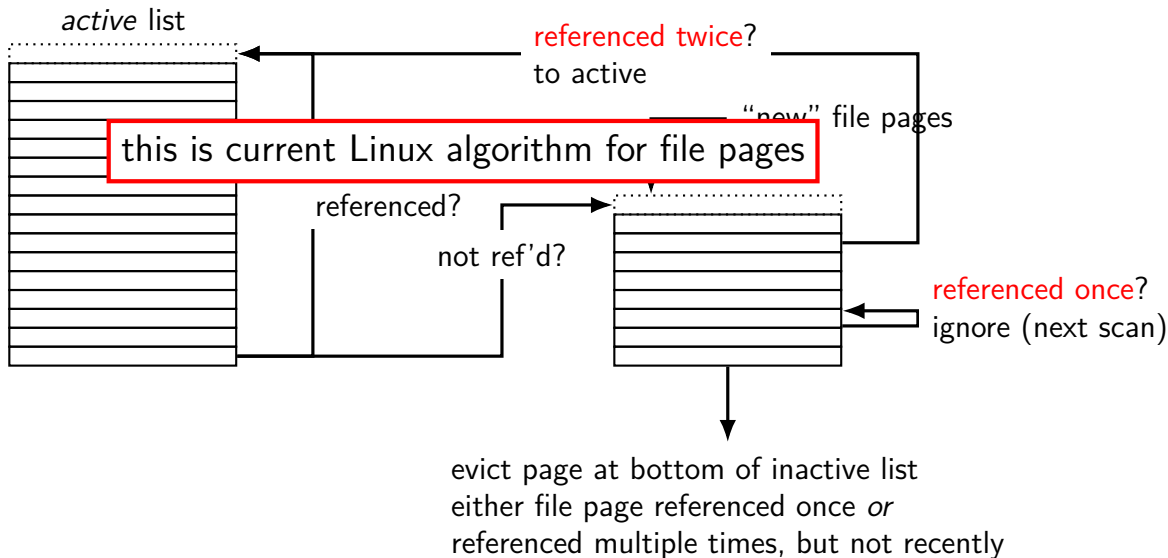 active list
referenced twice?
to active
“new” file pages
this is current Linux algorithm for file pages
referenced?
not ref’d?
referenced once?
ignore (next scan)
evict page at bottom of inactive list
either file page referenced once or
referenced multiple times, but not recently